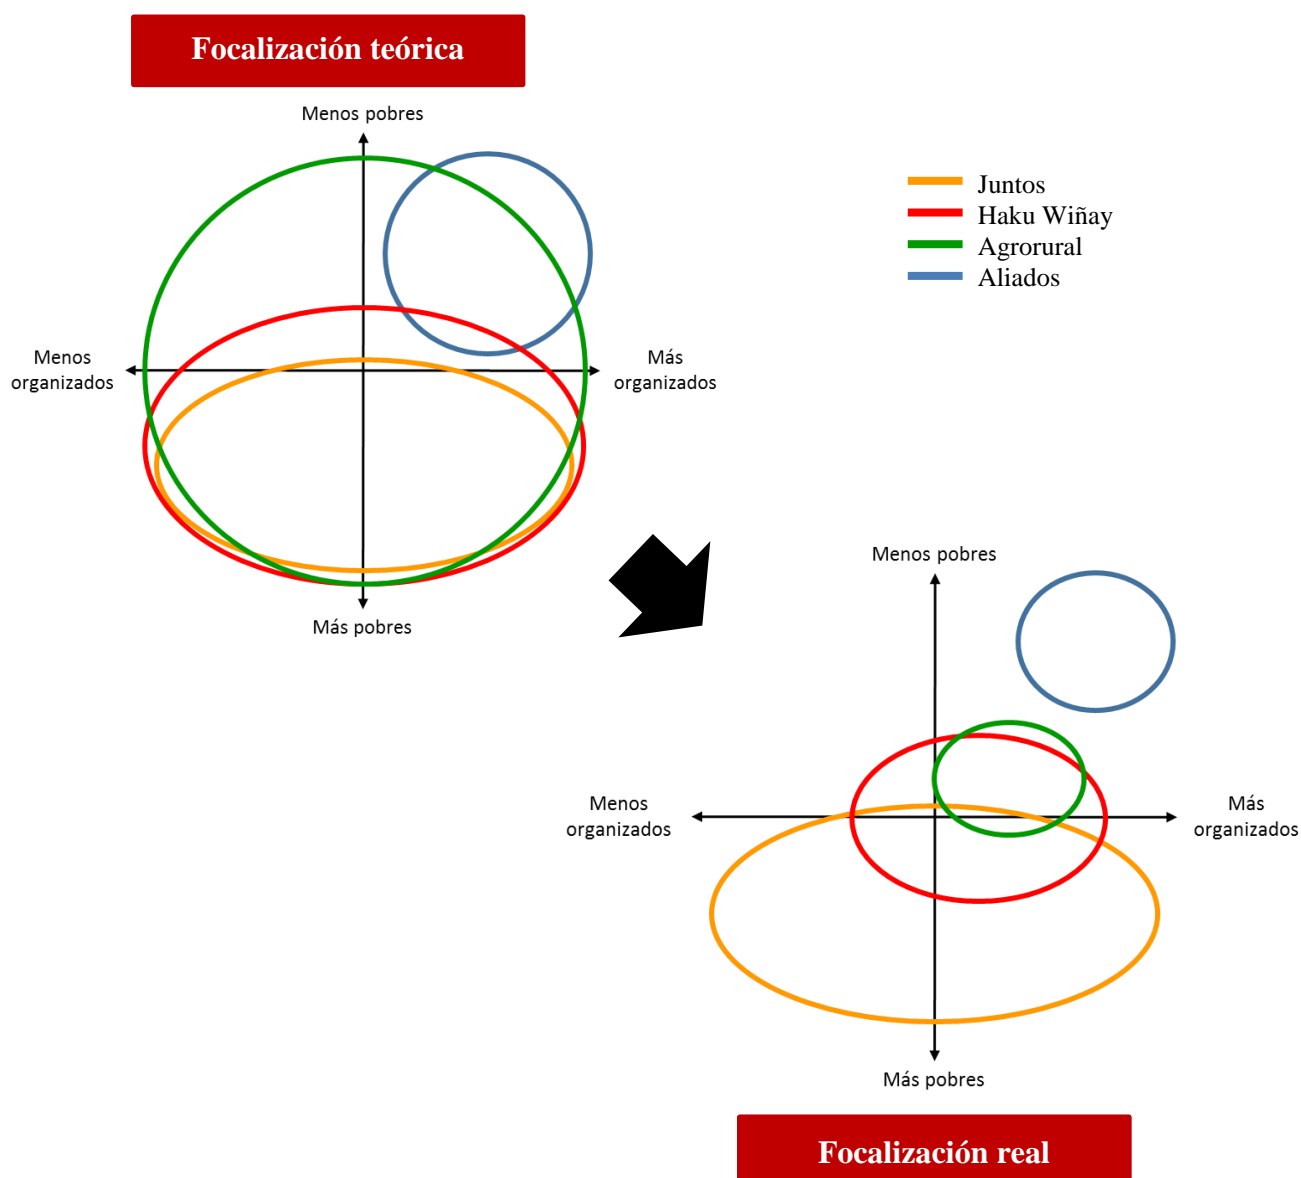 Focalización teórica
Menos pobres
Juntos
Haku Wiñay
Agrorural
Aliados
Menos
organizados
Más
organizados
Más pobres
Menos pobres
Menos
organizados
Más
organizados
Más pobres
Focalización real